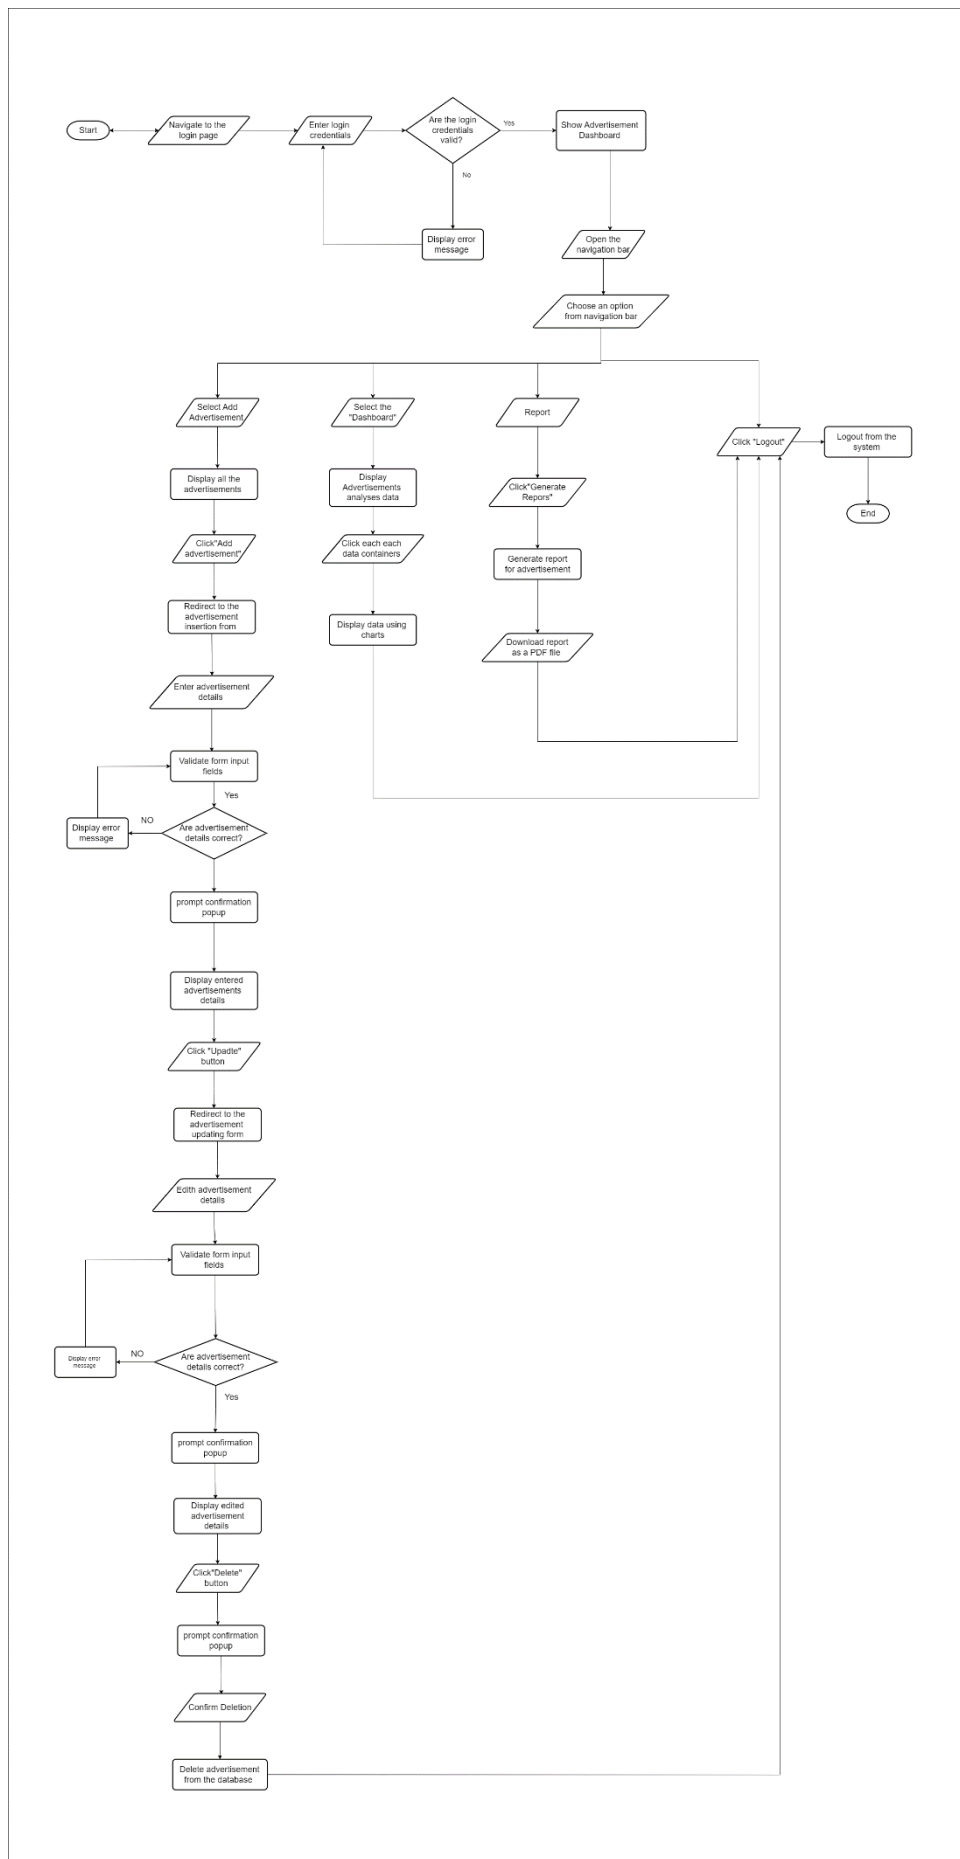 Start
Navigate to the
login page
Enter login
credentials
Are the login
credentials
valid?
Yes
Show Advertisement
Dashboard
No
Display error
message
Open the
navigation bar
Choose an option
from navigation bar
Select Add
Advertisement
Select the
"Dashboard"
Report
Click "Logout"
Logout from the
system
End
Display all the
advertisements
Display
Advertisements
analyses data
Click"Generate
Repors"
Click"Add
advertisement"
Click each each
data containers
Generate report
for advertisement
Redirect to the
advertisement
insertion from
Display data using
charts
Download report
as a PDF file
Enter advertisement
details
Validate form input
fields
Yes
NO
Display error
message
Are advertisement
details correct?
prompt confirmation
popup
Display entered
advertisements
details
Click "Upadte"
button
Redirect to the
advertisement
updating form
Edith advertisement
details
Validate form input
fields
NO
Display error
message
Are advertisement
details correct?
Yes
prompt confirmation
popup
Display edited
advertisement
details
Click"Delete"
button
prompt confirmation
popup
Confirm Deletion
Delete advertisement
from the database